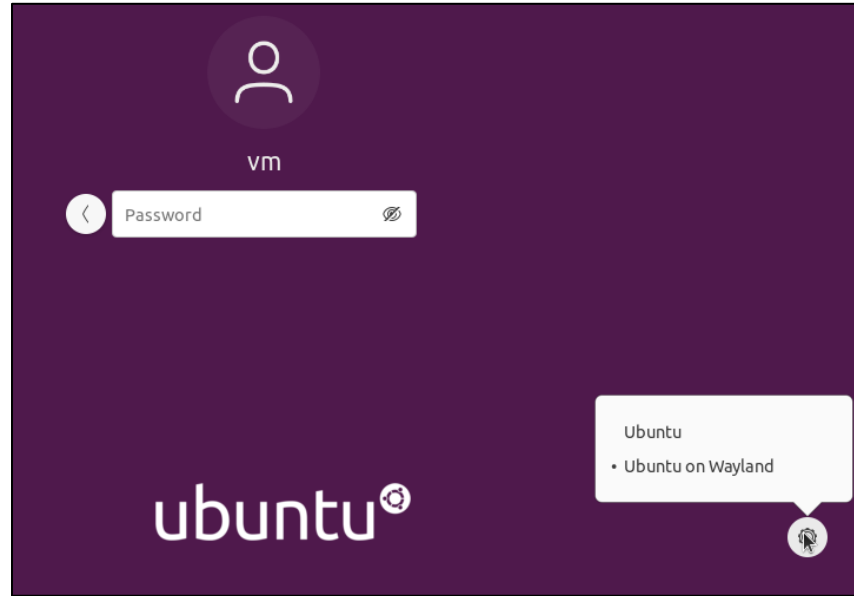 vm
Password
Ubuntu
• Ubuntu on Wayland
ubuntu